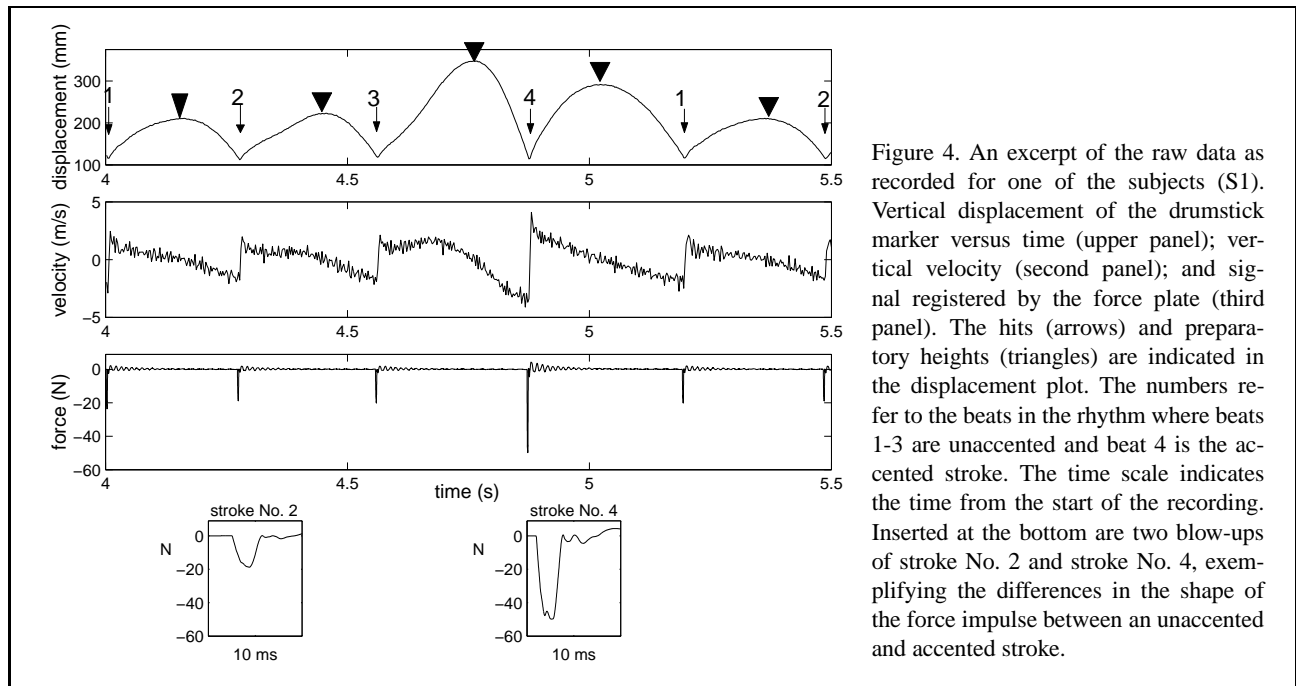 displacement (mm)
300
200
100
1
2
3
4
1
2
4
4.5
5
5.5
velocity (m/s)
5
0
−5
4
4.5
5
5.5
force (N)
0
−20
−40
−60
4
4.5
5
5.5
time (s)
stroke No. 2
N
0
−20
−40
−60
10 ms
stroke No. 4
N
0
−20
−40
−60
10 ms
Figure 4. An excerpt of the raw data as
recorded for one of the subjects (S1).
Vertical displacement of the drumstick
marker versus time (upper panel); ver-
tical velocity (second panel); and sig-
nal registered by the force plate (third
panel). The hits (arrows) and prepara-
tory heights (triangles) are indicated in
the displacement plot. The numbers re-
fer to the beats in the rhythm where beats
1-3 are unaccented and beat 4 is the ac-
cented stroke. The time scale indicates
the time from the start of the recording.
Inserted at the bottom are two blow-ups
of stroke No. 2 and stroke No. 4, exem-
plifying the differences in the shape of
the force impulse between an unaccented
and accented stroke.